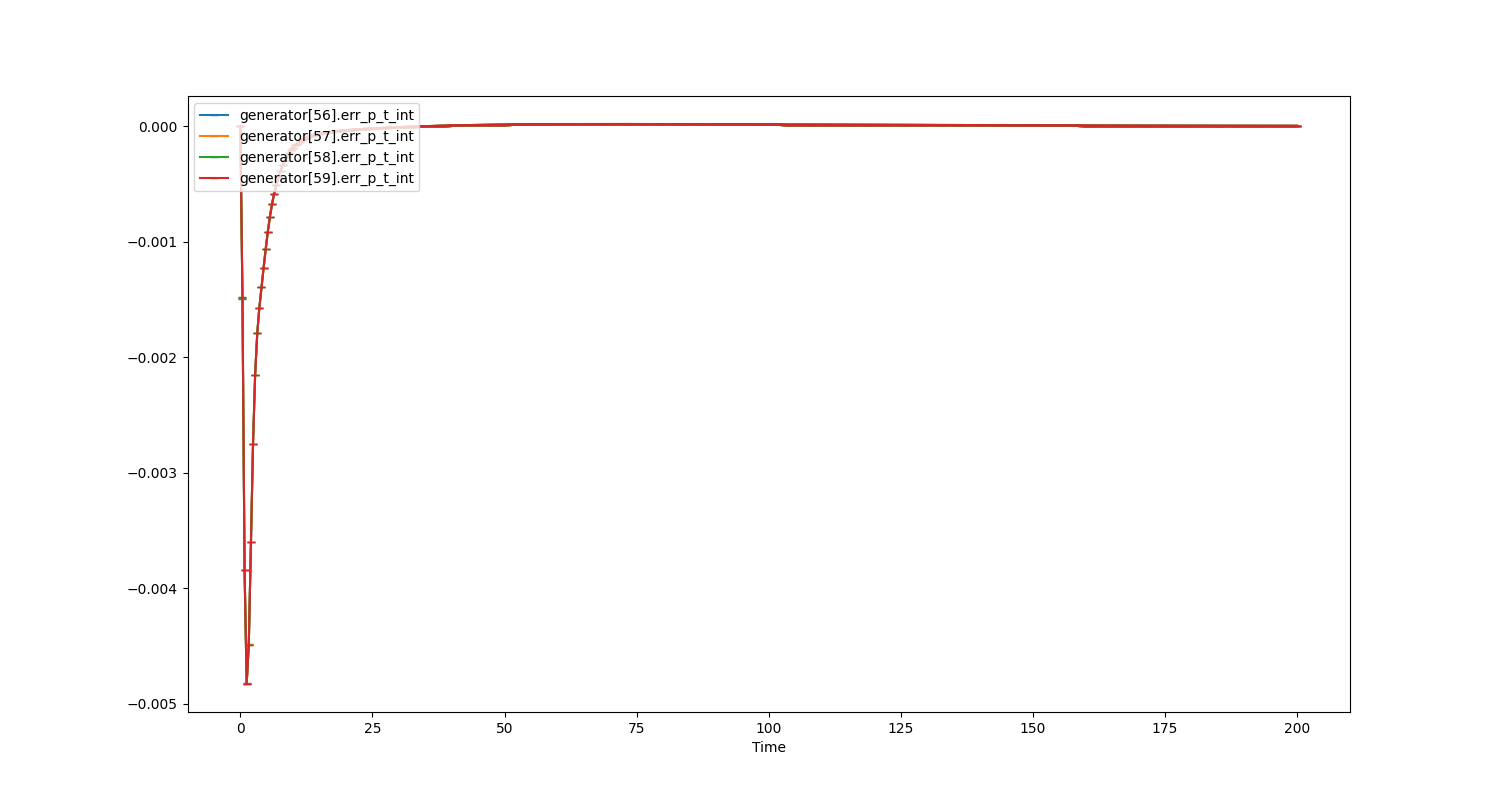 generator[56].err_p_t_int
generator[57].err_p_t_int
generator[58].err_p_t_int
generator[59].err_p_t_int
0.000
−0.001
−0.002
−0.003
−0.004
−0.005
0 25 50 75 100 125 150 175 200
Time